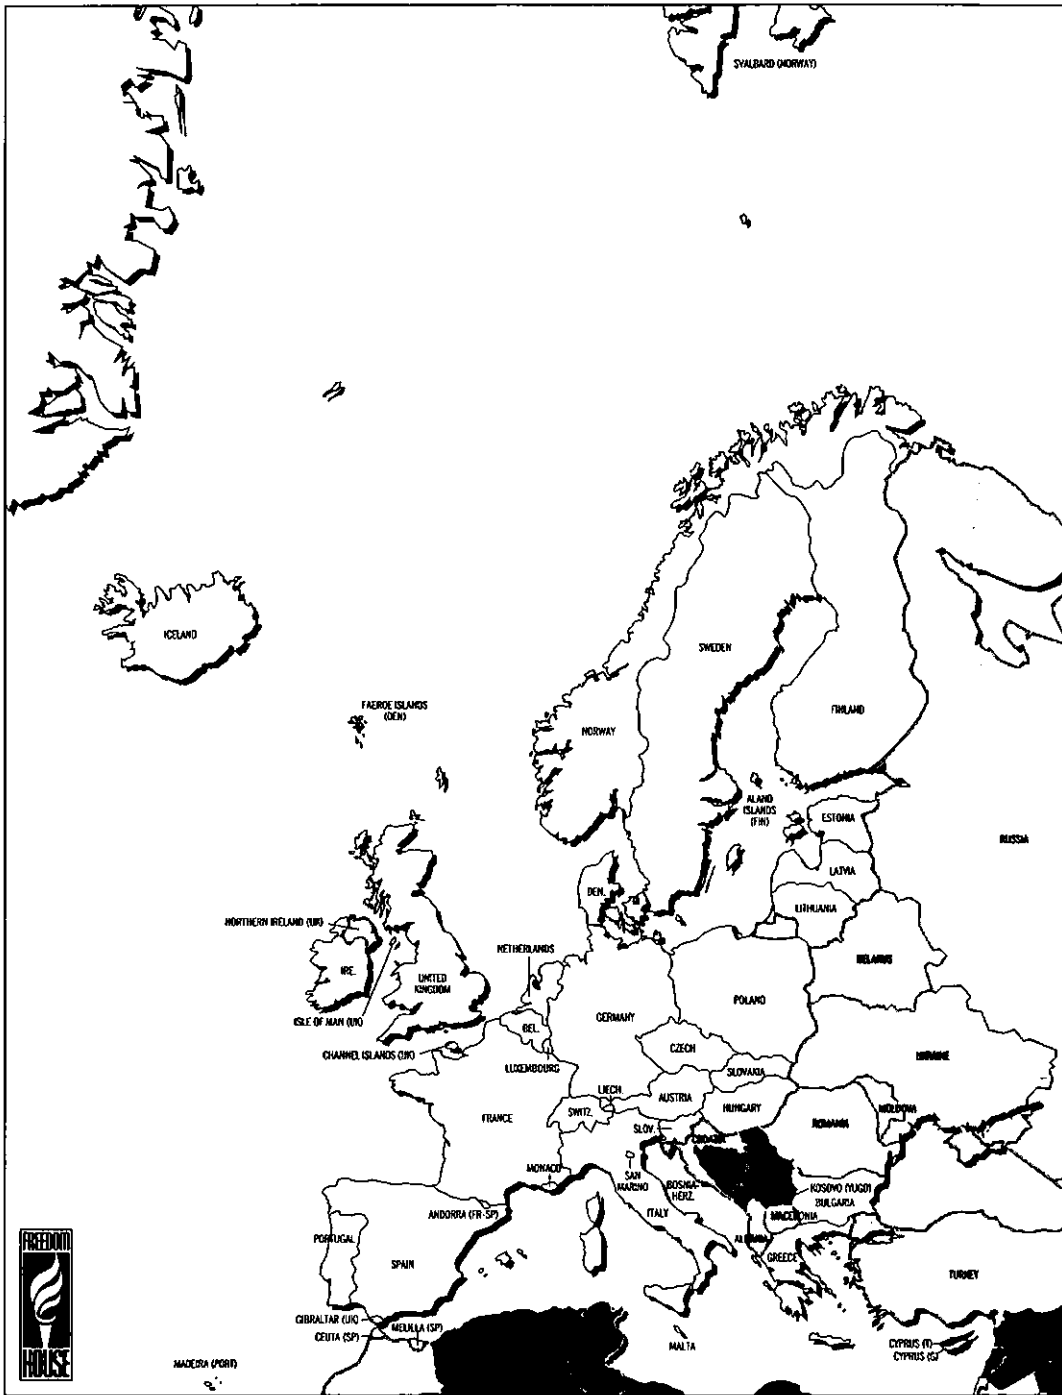 SVALBARD (NORWAY)
ICELAND
SWEDEN
FAEROE ISLANDS
(DEN)
FINLAND
NORWAY
ALAND
ISLANDS
(FIN)
ESTONIA
RUSSIA
LATVIA
DEN.
LITHUANIA
NORTHERN IRELAND (UK)
NETHERLANDS
BELARUS
IRE.
UNITED
KINGDOM
POLAND
ISLE OF MAN (UK)
GERMANY
BEL.
CHANNEL ISLANDS (UK)
CZECH
UKRAINE
LUXEMBOURG
SLOVAKIA
LIECH.
AUSTRIA
HUNGARY
MOLDOVA
FRANCE
SWITZ.
ROMANIA
SLOV.
CROATIA
MONACO
SAN
MARINO
BOSNIA-
HERZ.
KOSOVO (YUGO)
BULGARIA
ANDORRA (FR-SP)
ITALY
MACEDONIA
PORTUGAL
ALBANIA
GREECE
SPAIN
TURKEY
FREEDOM
HOUSE
GIBRALTAR (UK)
MELILLA (SP)
CEUTA (SP)
MALTA
CYPRUS (T)
CYPRUS (G)
MADEIRA (PORT)